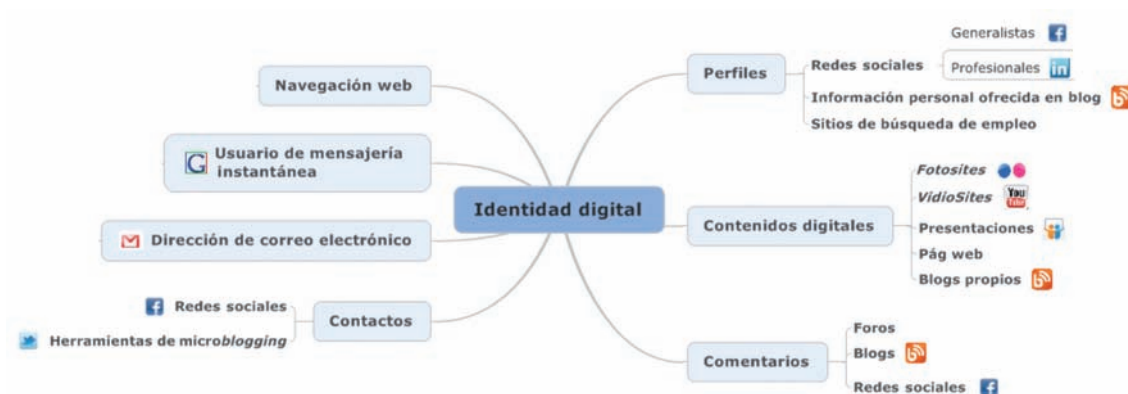 Navegación web
Usuario de mensajería
instantánea
Dirección de correo electrónico
Redes sociales
Herramientas de microblogging
Contactos
Identidad digital
Perfiles
Redes sociales
Generalistas
Profesionales
Información personal ofrecida en blog
Sitios de búsqueda de empleo
Contenidos digitales
Fotosites
VidioSites
You
Tube
Presentaciones
Pág web
Blogs propios
Comentarios
Foros
Blogs
Redes sociales